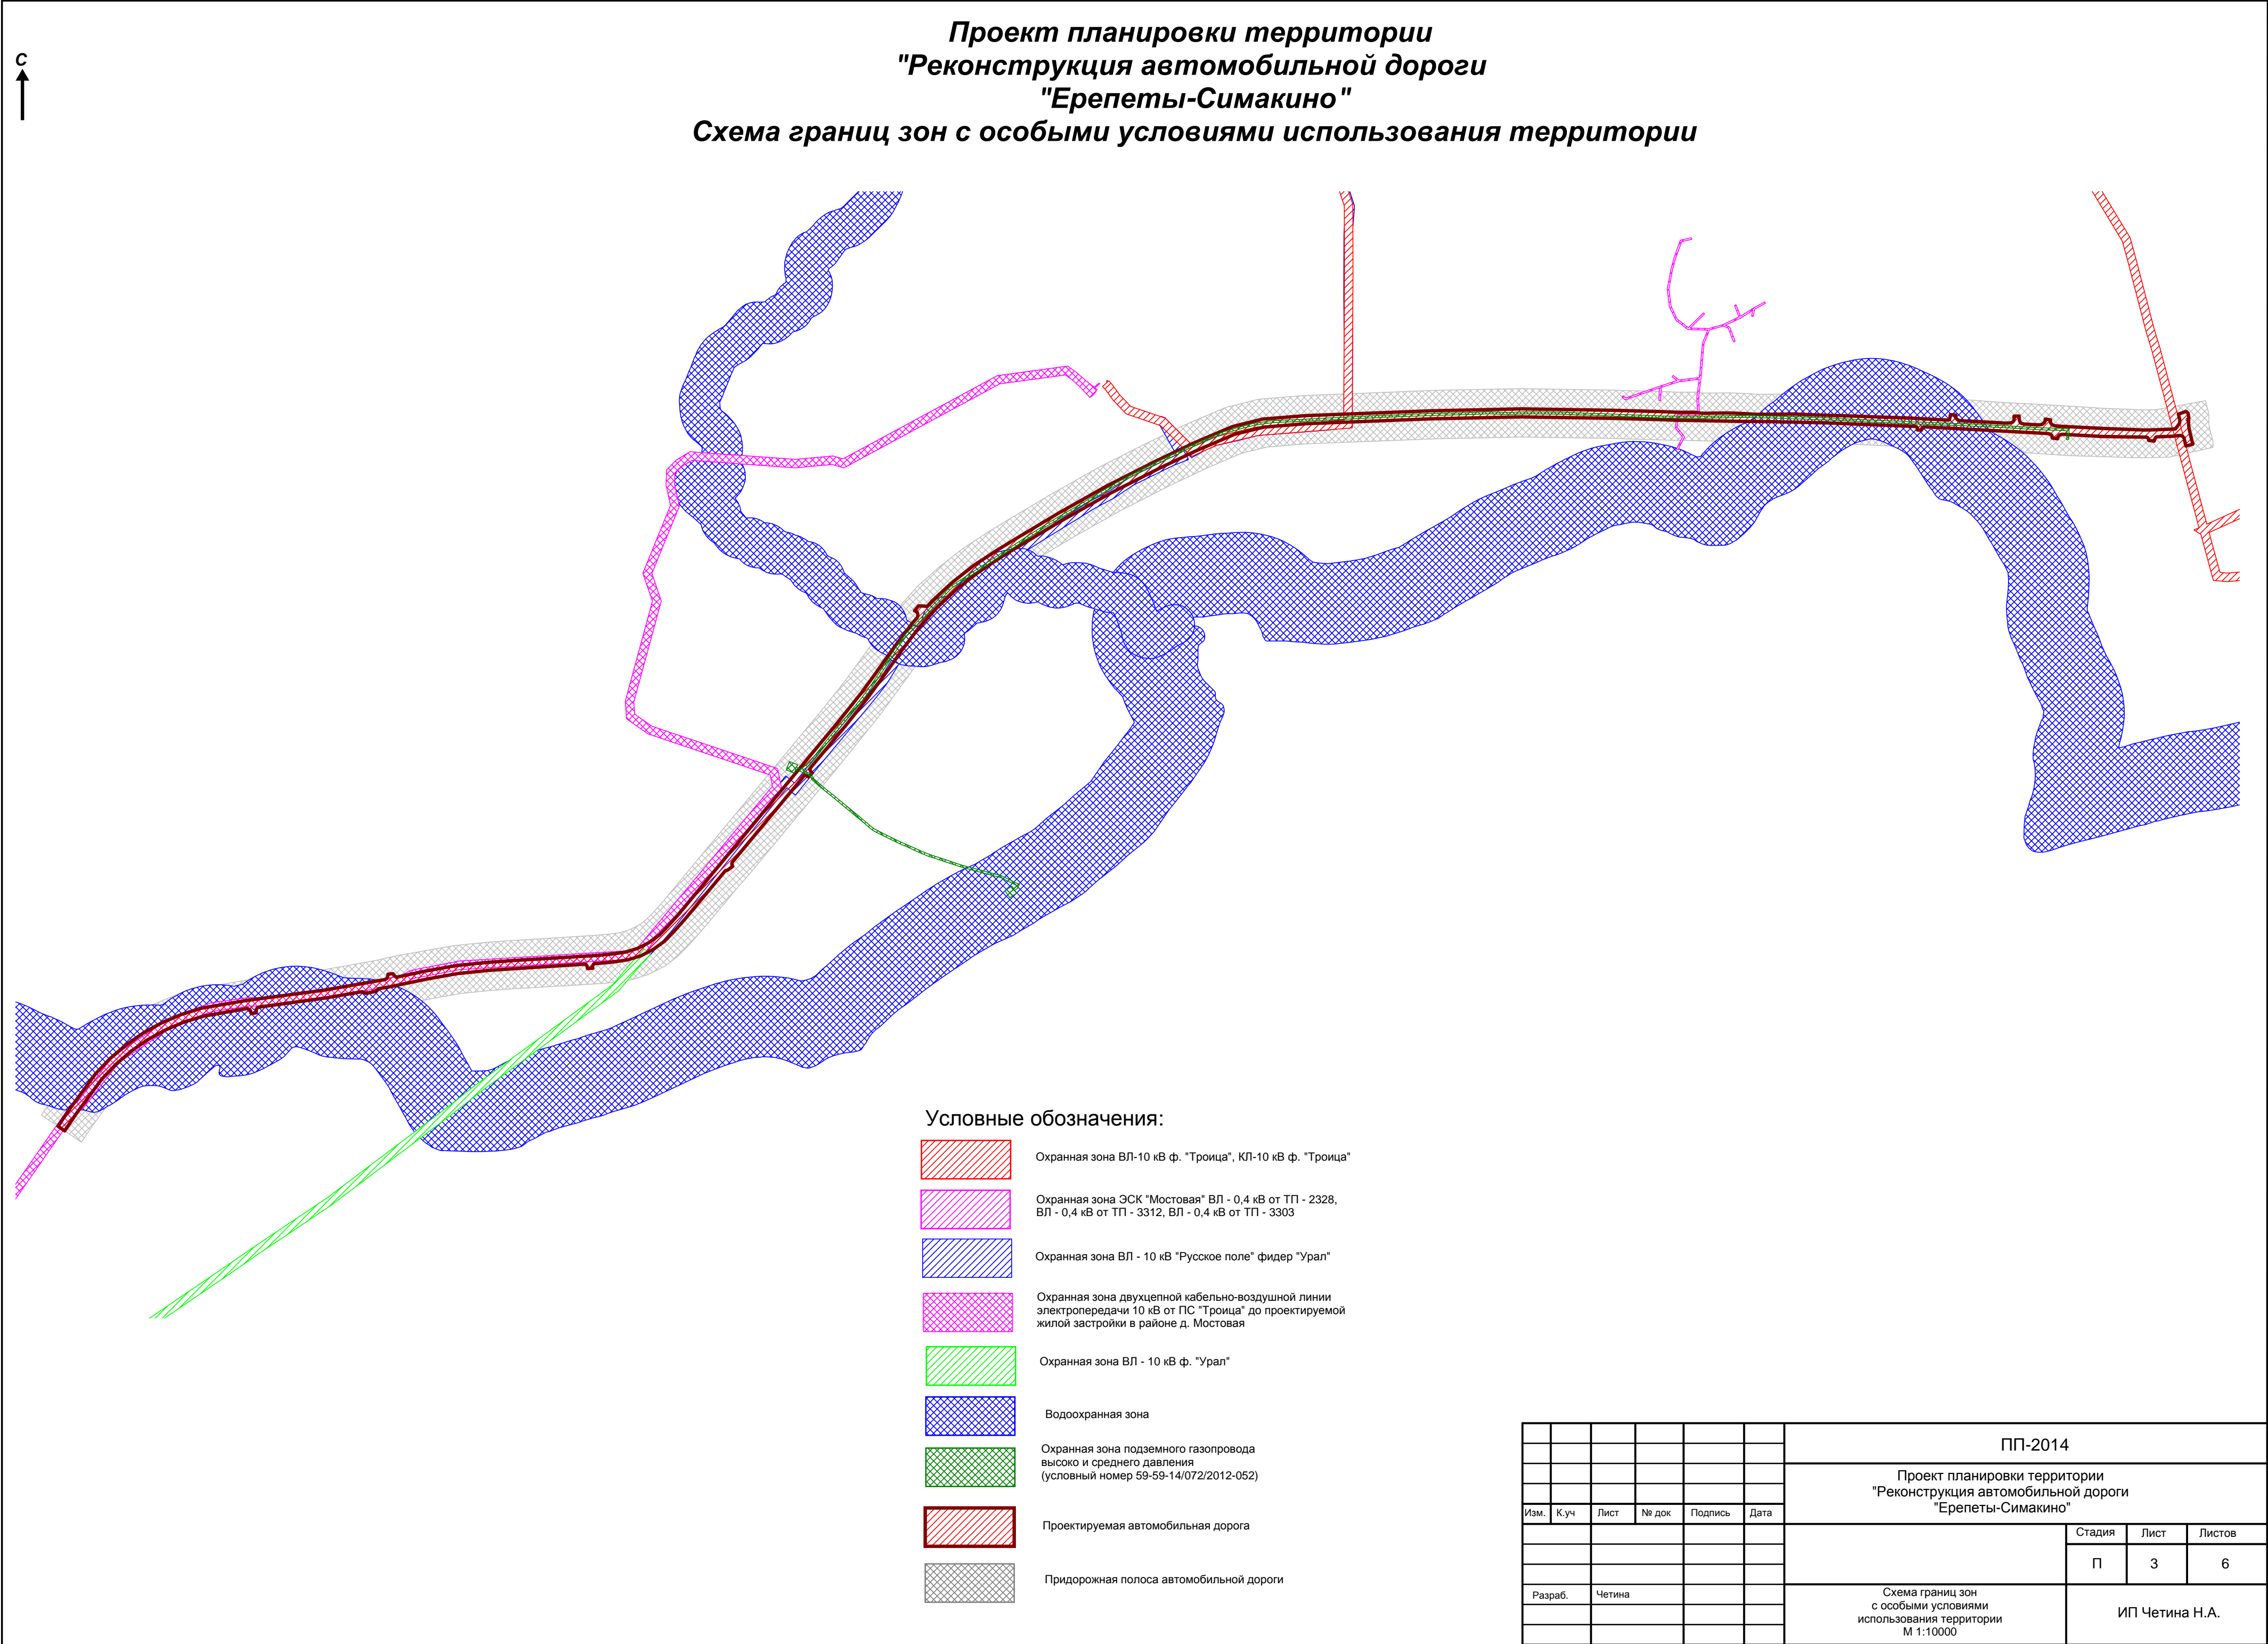 Проект планировки территории
"Реконструкция автомобильной дороги
"Ерепеты-Симакино"
Схема границ зон с особыми условиями использования территории
С
Условные обозначения:
Охранная зона ВЛ-10 кВ ф. "Троица", КЛ-10 кВ ф. "Троица"
Охранная зона ЭСК "Мостовая" ВЛ - 0,4 кВ от ТП - 2328,
ВЛ - 0,4 кВ от ТП - 3312, ВЛ - 0,4 кВ от ТП - 3303
Охранная зона ВЛ - 10 кВ "Русское поле" фидер "Урал"
Охранная зона двухцепной кабельно-воздушной линии
электропередачи 10 кВ от ПС "Троица" до проектируемой
жилой застройки в районе д. Мостовая
Охранная зона ВЛ - 10 кВ ф. "Урал"
Водоохранная зона
Охранная зона подземного газопровода
высоко и среднего давления
(условный номер 59-59-14/072/2012-052)
Проектируемая автомобильная дорога
Придорожная полоса автомобильной дороги
ПП-2014
Проект планировки территории
"Реконструкция автомобильной дороги
"Ерепеты-Симакино"
Изм. К.уч Лист № док Подпись Дата
Стадия Лист Листов
П 3 6
Разраб. Четина
Схема границ зон
с особыми условиями
использования территории
М 1:10000
ИП Четина Н.А.